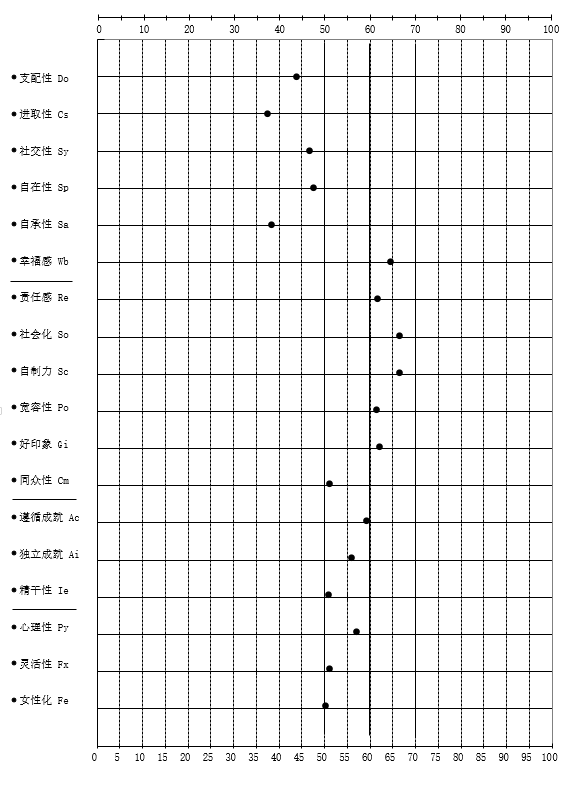 0 10 20 30 40 50 60 70 80 90 100
● 支配性 Do
● 进取性 Cs
● 社交性 Sy
● 自在性 Sp
● 自承性 Sa
● 幸福感 Wb
● 责任感 Re
● 社会化 So
● 自制力 Sc
● 宽容性 Po
● 好印象 Gi
● 同众性 Cm
● 遵循成就 Ac
● 独立成就 Ai
● 精干性 Ie
● 心理性 Py
● 灵活性 Fx
● 女性化 Fe
0 5 10 15 20 25 30 35 40 45 50 55 60 65 70 75 80 85 90 95 100